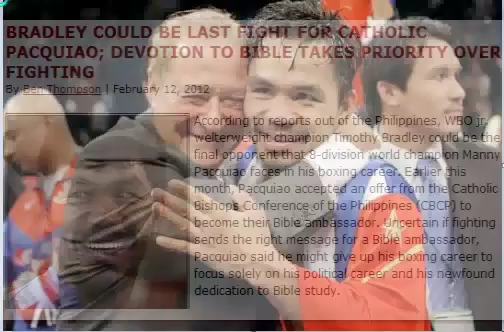 BRADLEY COULD BE LAST FIGHT FOR CATHOLIC
PACQUIAO; DEVOTION TO BIBLE TAKES PRIORITY OVER
FIGHTING
By Ben Thompson | February 12, 2012
According to reports out of the Philippines, WBO jr.
welterweight champion Timothy Bradley could be the
final opponent that 8-division world champion Manny
Pacquiao faces in his boxing career. Earlier this
month, Pacquiao accepted an offer from the Catholic
Bishops Conference of the Philippines (CBCP) to
become their Bible ambassador. Uncertain if fighting
sends the right message for a Bible ambassador,
Pacquiao said he might give up his boxing career to
focus solely on his political career and his newfound
dedication to Bible study.